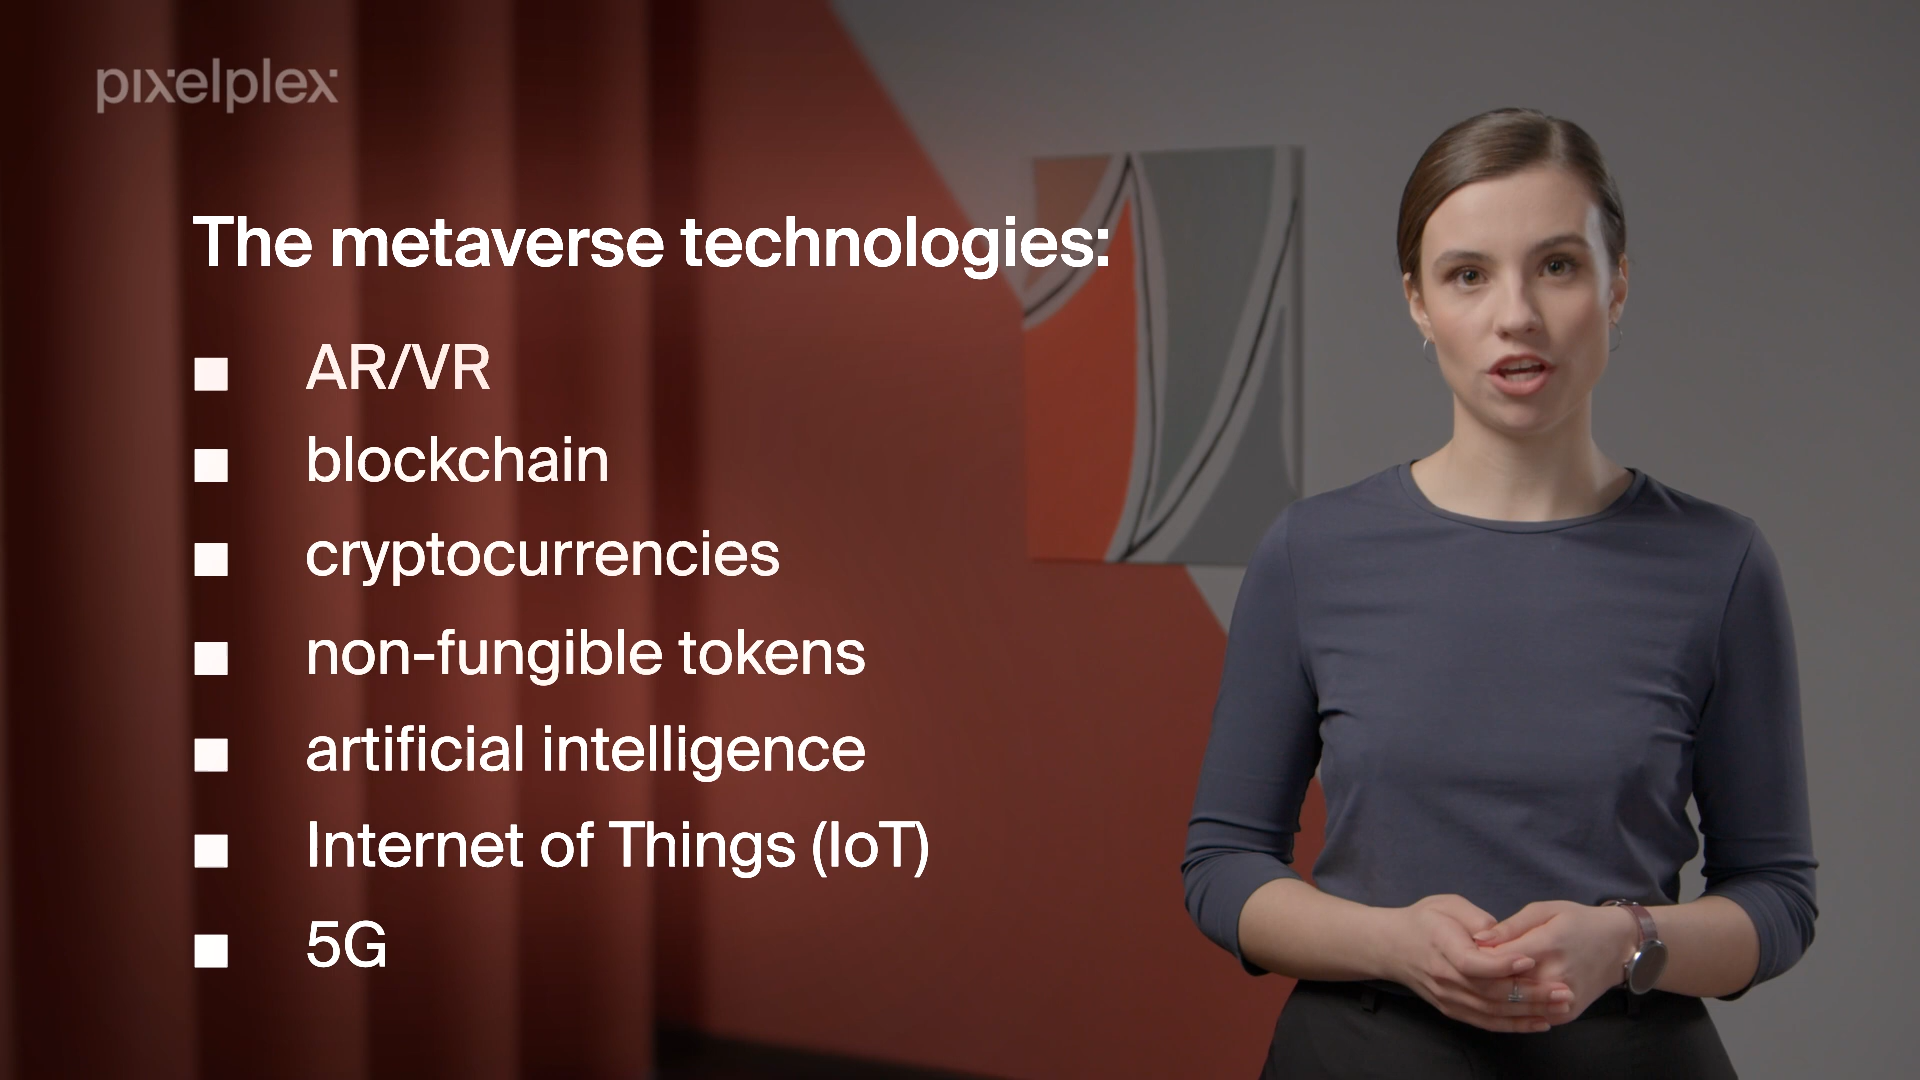 pixelplex
The metaverse technologies:
AR/VR
blockchain
cryptocurrencies
non-fungible tokens
artificial intelligence
Internet of Things (IoT)
5G